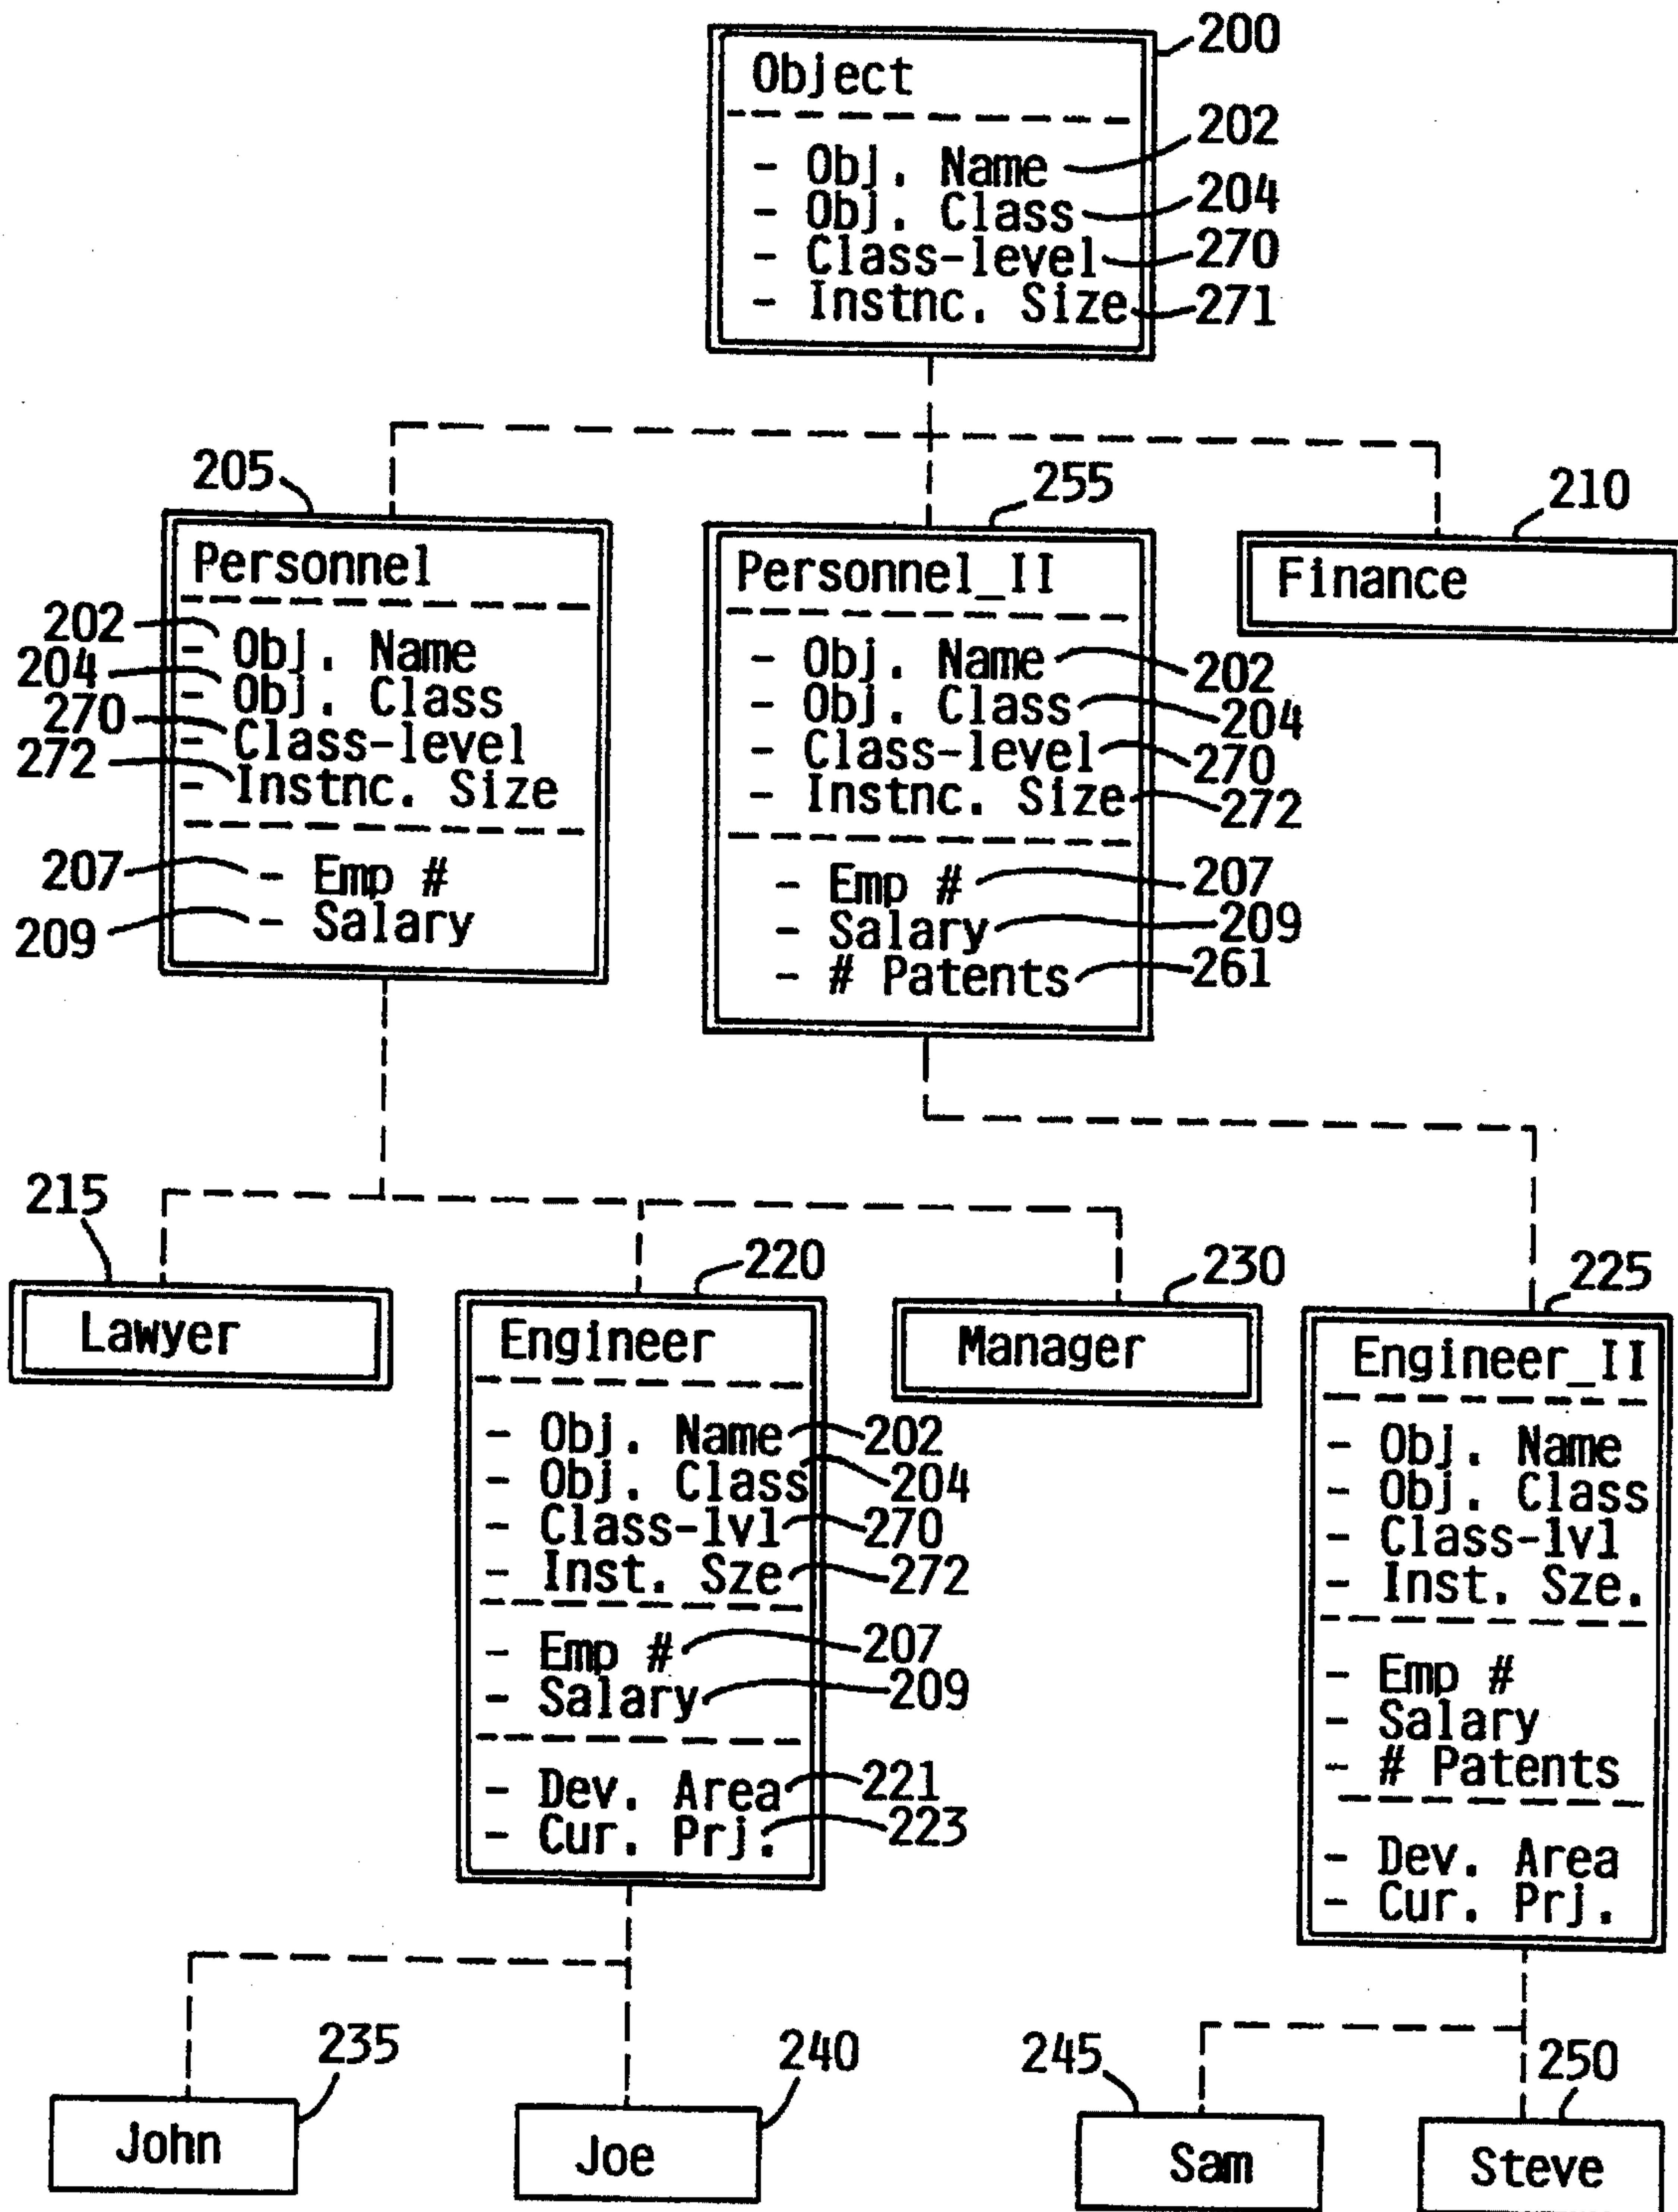 200
Object
202
- Obj. Name
204
- Obj. Class
270
- Class-level
271
- Instnc. Size
205
255
210
Personnel
202
- Obj. Name
204
- Obj. Class
270
- Class-level
272
- Instnc. Size
207
- Emp #
209
- Salary
Personnel_II
- Obj. Name 202
- Obj. Class 204
- Class-level 270
- Instnc. Size 272
- Emp # 207
- Salary 209
- # Patents 261
Finance
215
Lawyer
220
Engineer
- Obj. Name 202
- Obj. Class 204
- Class-lvl 270
- Inst. Sze 272
- Emp # 207
- Salary 209
- Dev. Area 221
- Cur. Prj. 223
230
Manager
225
Engineer_II
- Obj. Name
- Obj. Class
- Class-lvl
- Inst. Sze.
- Emp #
- Salary
- # Patents
- Dev. Area
- Cur. Prj.
235
John
240
Joe
245
Sam
250
Steve